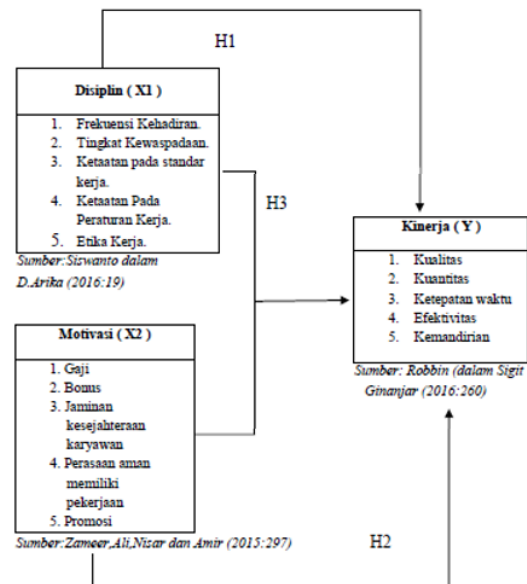 H1
Disiplin ( X1 )
1. Frekuensi Kehadiran.
2. Tingkat Kewaspadaan.
3. Ketaatan pada standar
kerja.
4. Ketaatan Pada
Peraturan Kerja.
5. Etika Kerja.
Sumber:Siswanto dalam
D.Arika (2016:19)
H3
Kinerja ( Y )
1. Kualitas
2. Kuantitas
3. Ketepatan waktu
4. Efektivitas
5. Kemandirian
Sumber: Robbin (dalam Sigit
Ginanjar (2016:260)
Motivasi ( X2 )
1. Gaji
2. Bonus
3. Jaminan
kesejahteraan
karyawan
4. Perasaan aman
memiliki
pekerjaan
5. Promosi
Sumber:Zameer,Ali,Nisar dan Amir (2015:297)
H2